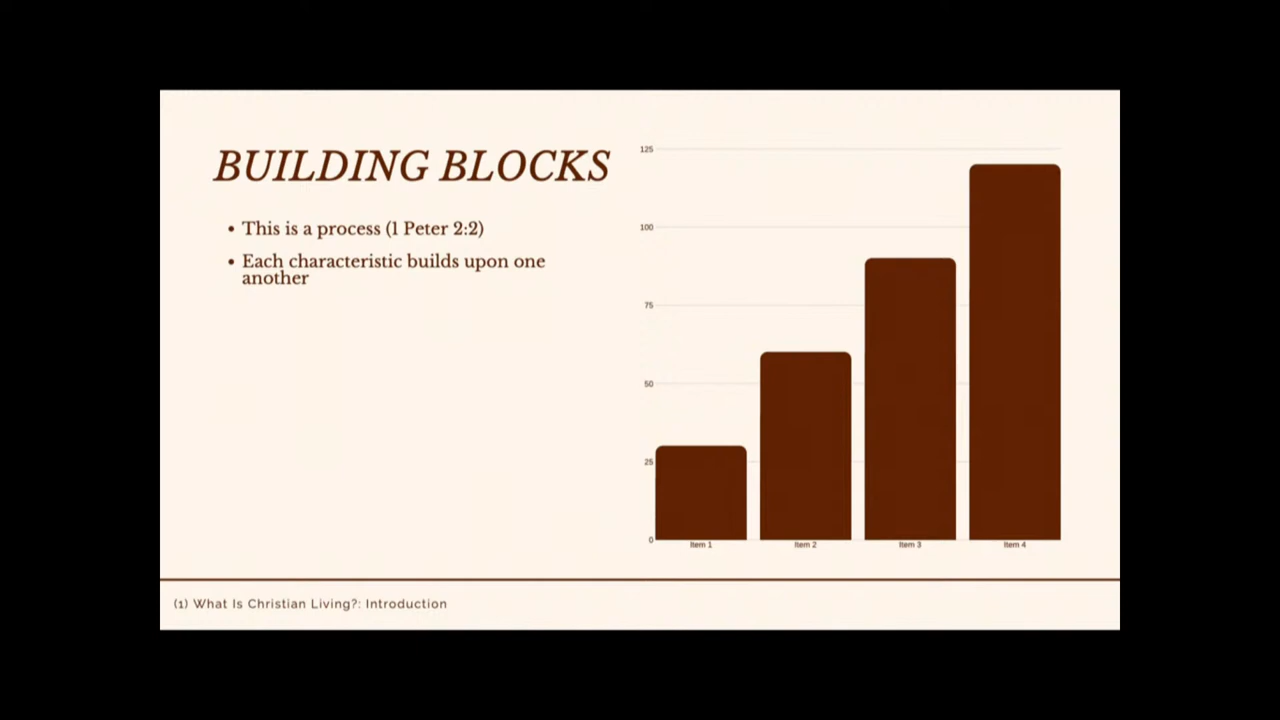 BUILDING BLOCKS
• This is a process (1 Peter 2:2)
• Each characteristic builds upon one
another
125
100
75
50
25
0
Item 1
Item 2
Item 3
Item 4
(1) What Is Christian Living?: Introduction